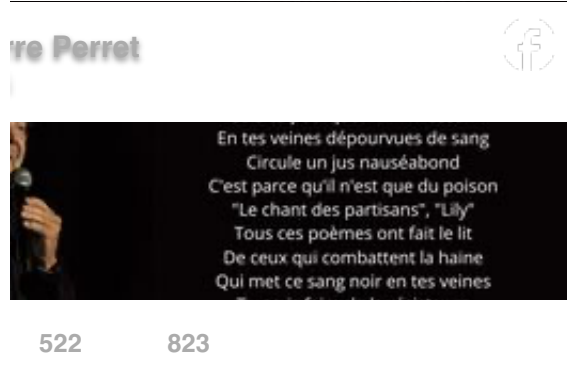 rre Perret
En tes veines dépourvues de sang
Circule un jus nauséabond
C'est parce qu'il n'est que du poison
"Le chant des partisans", "Lily"
Tous ces poèmes ont fait le lit
De ceux qui combattent la haine
Qui met ce sang noir en tes veines
522 823